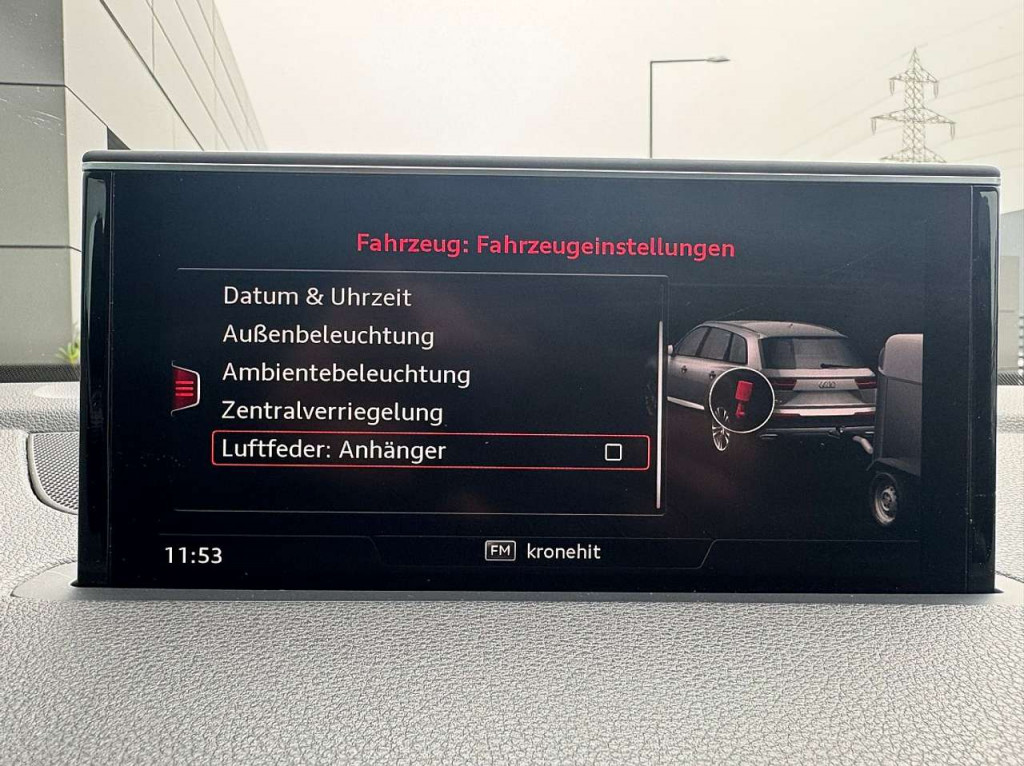 Fahrzeug: Fahrzeugeinstellungen
Datum & Uhrzeit
Außenbeleuchtung
Ambientebeleuchtung
Zentralverriegelung
Luftfeder: Anhänger
11:53
FM kronehit